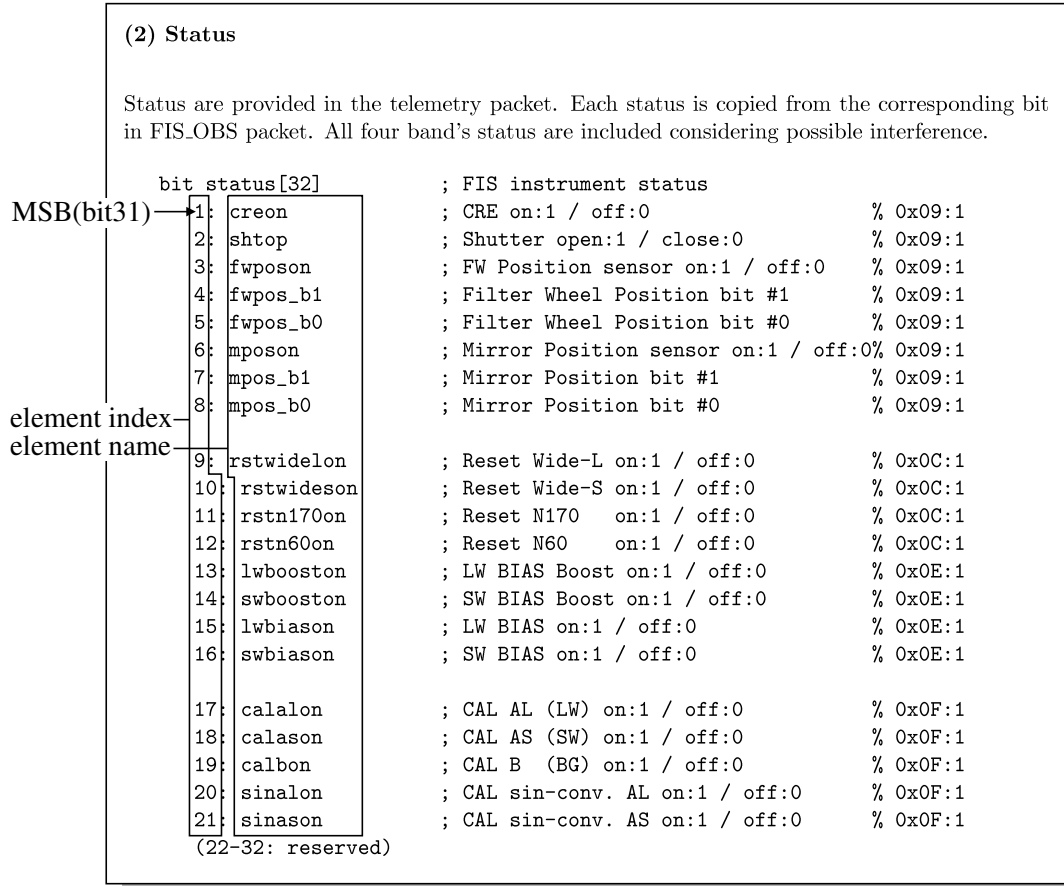 (2) Status
Status are provided in the telemetry packet. Each status is copied from the corresponding bit
in FIS_OBS packet. All four band's status are included considering possible interference.
bit status[32] ; FIS instrument status
MSB(bit31) 1: creon ; CRE on:1 / off:0 % 0x09:1
2: shtop ; Shutter open:1 / close:0 % 0x09:1
3: fwposon ; FW Position sensor on:1 / off:0 % 0x09:1
4: fwpos_b1 ; Filter Wheel Position bit #1 % 0x09:1
5: fwpos_b0 ; Filter Wheel Position bit #0 % 0x09:1
6: mposon ; Mirror Position sensor on:1 / off:0% 0x09:1
7: mpos_b1 ; Mirror Position bit #1 % 0x09:1
8: mpos_b0 ; Mirror Position bit #0 % 0x09:1
element index
element name
9: rstwidelon ; Reset Wide-L on:1 / off:0 % 0x0C:1
10: rstwideson ; Reset Wide-S on:1 / off:0 % 0x0C:1
11: rstn170on ; Reset N170 on:1 / off:0 % 0x0C:1
12: rstn60on ; Reset N60 on:1 / off:0 % 0x0C:1
13: lwbooston ; LW BIAS Boost on:1 / off:0 % 0x0E:1
14: swbooston ; SW BIAS Boost on:1 / off:0 % 0x0E:1
15: lwbiason ; LW BIAS on:1 / off:0 % 0x0E:1
16: swbiason ; SW BIAS on:1 / off:0 % 0x0E:1
17: calalon ; CAL AL (LW) on:1 / off:0 % 0x0F:1
18: calason ; CAL AS (SW) on:1 / off:0 % 0x0F:1
19: calbon ; CAL B (BG) on:1 / off:0 % 0x0F:1
20: sinalon ; CAL sin-conv. AL on:1 / off:0 % 0x0F:1
21: sinason ; CAL sin-conv. AS on:1 / off:0 % 0x0F:1
(22-32: reserved)